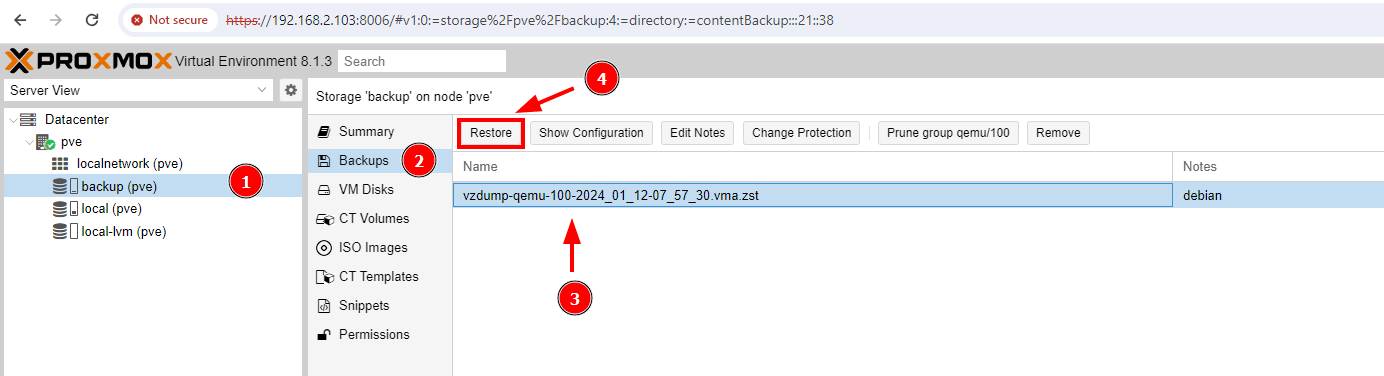 Not secure https://192.168.2.103:8006/#v1:0:=storage%2Fpve%2Fbackup:4:=directory:=contentBackup:::21::38
PROXMOX Virtual Environment 8.1.3 Search
Server View
Storage 'backup' on node 'pve'
4
Datacenter
pve
localnetwork (pve)
backup (pve)
1
local (pve)
local-lvm (pve)
Summary
Backups
2
VM Disks
CT Volumes
ISO Images
CT Templates
Snippets
Permissions
Restore Show Configuration Edit Notes Change Protection Prune group qemu/100 Remove
Name Notes
vzdump-qemu-100-2024_01_12-07_57_30.vma.zst debian
3